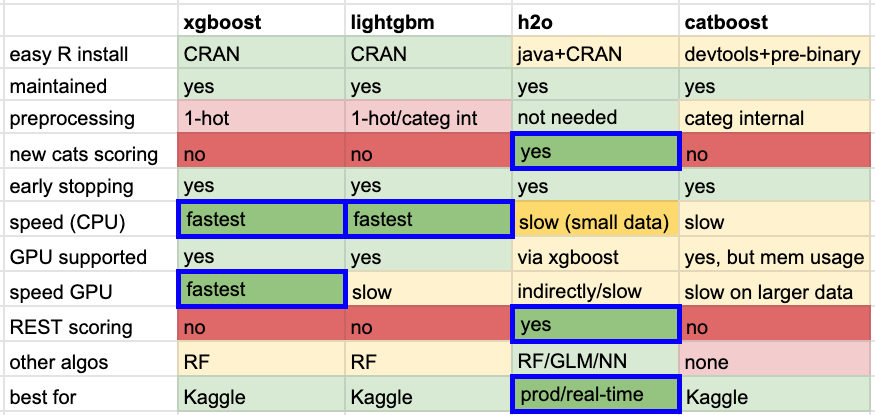 xgboost lightgbm h2o catboost
easy R install CRAN CRAN java+CRAN devtools+pre-binary
maintained yes yes yes yes
preprocessing 1-hot 1-hot/categ int not needed categ internal
new cats scoring no no yes no
early stopping yes yes yes yes
speed (CPU) fastest fastest slow (small data) slow
GPU supported yes yes via xgboost yes, but mem usage
speed GPU fastest slow indirectly/slow slow on larger data
REST scoring no no yes no
other algos RF RF RF/GLM/NN none
best for Kaggle Kaggle prod/real-time Kaggle